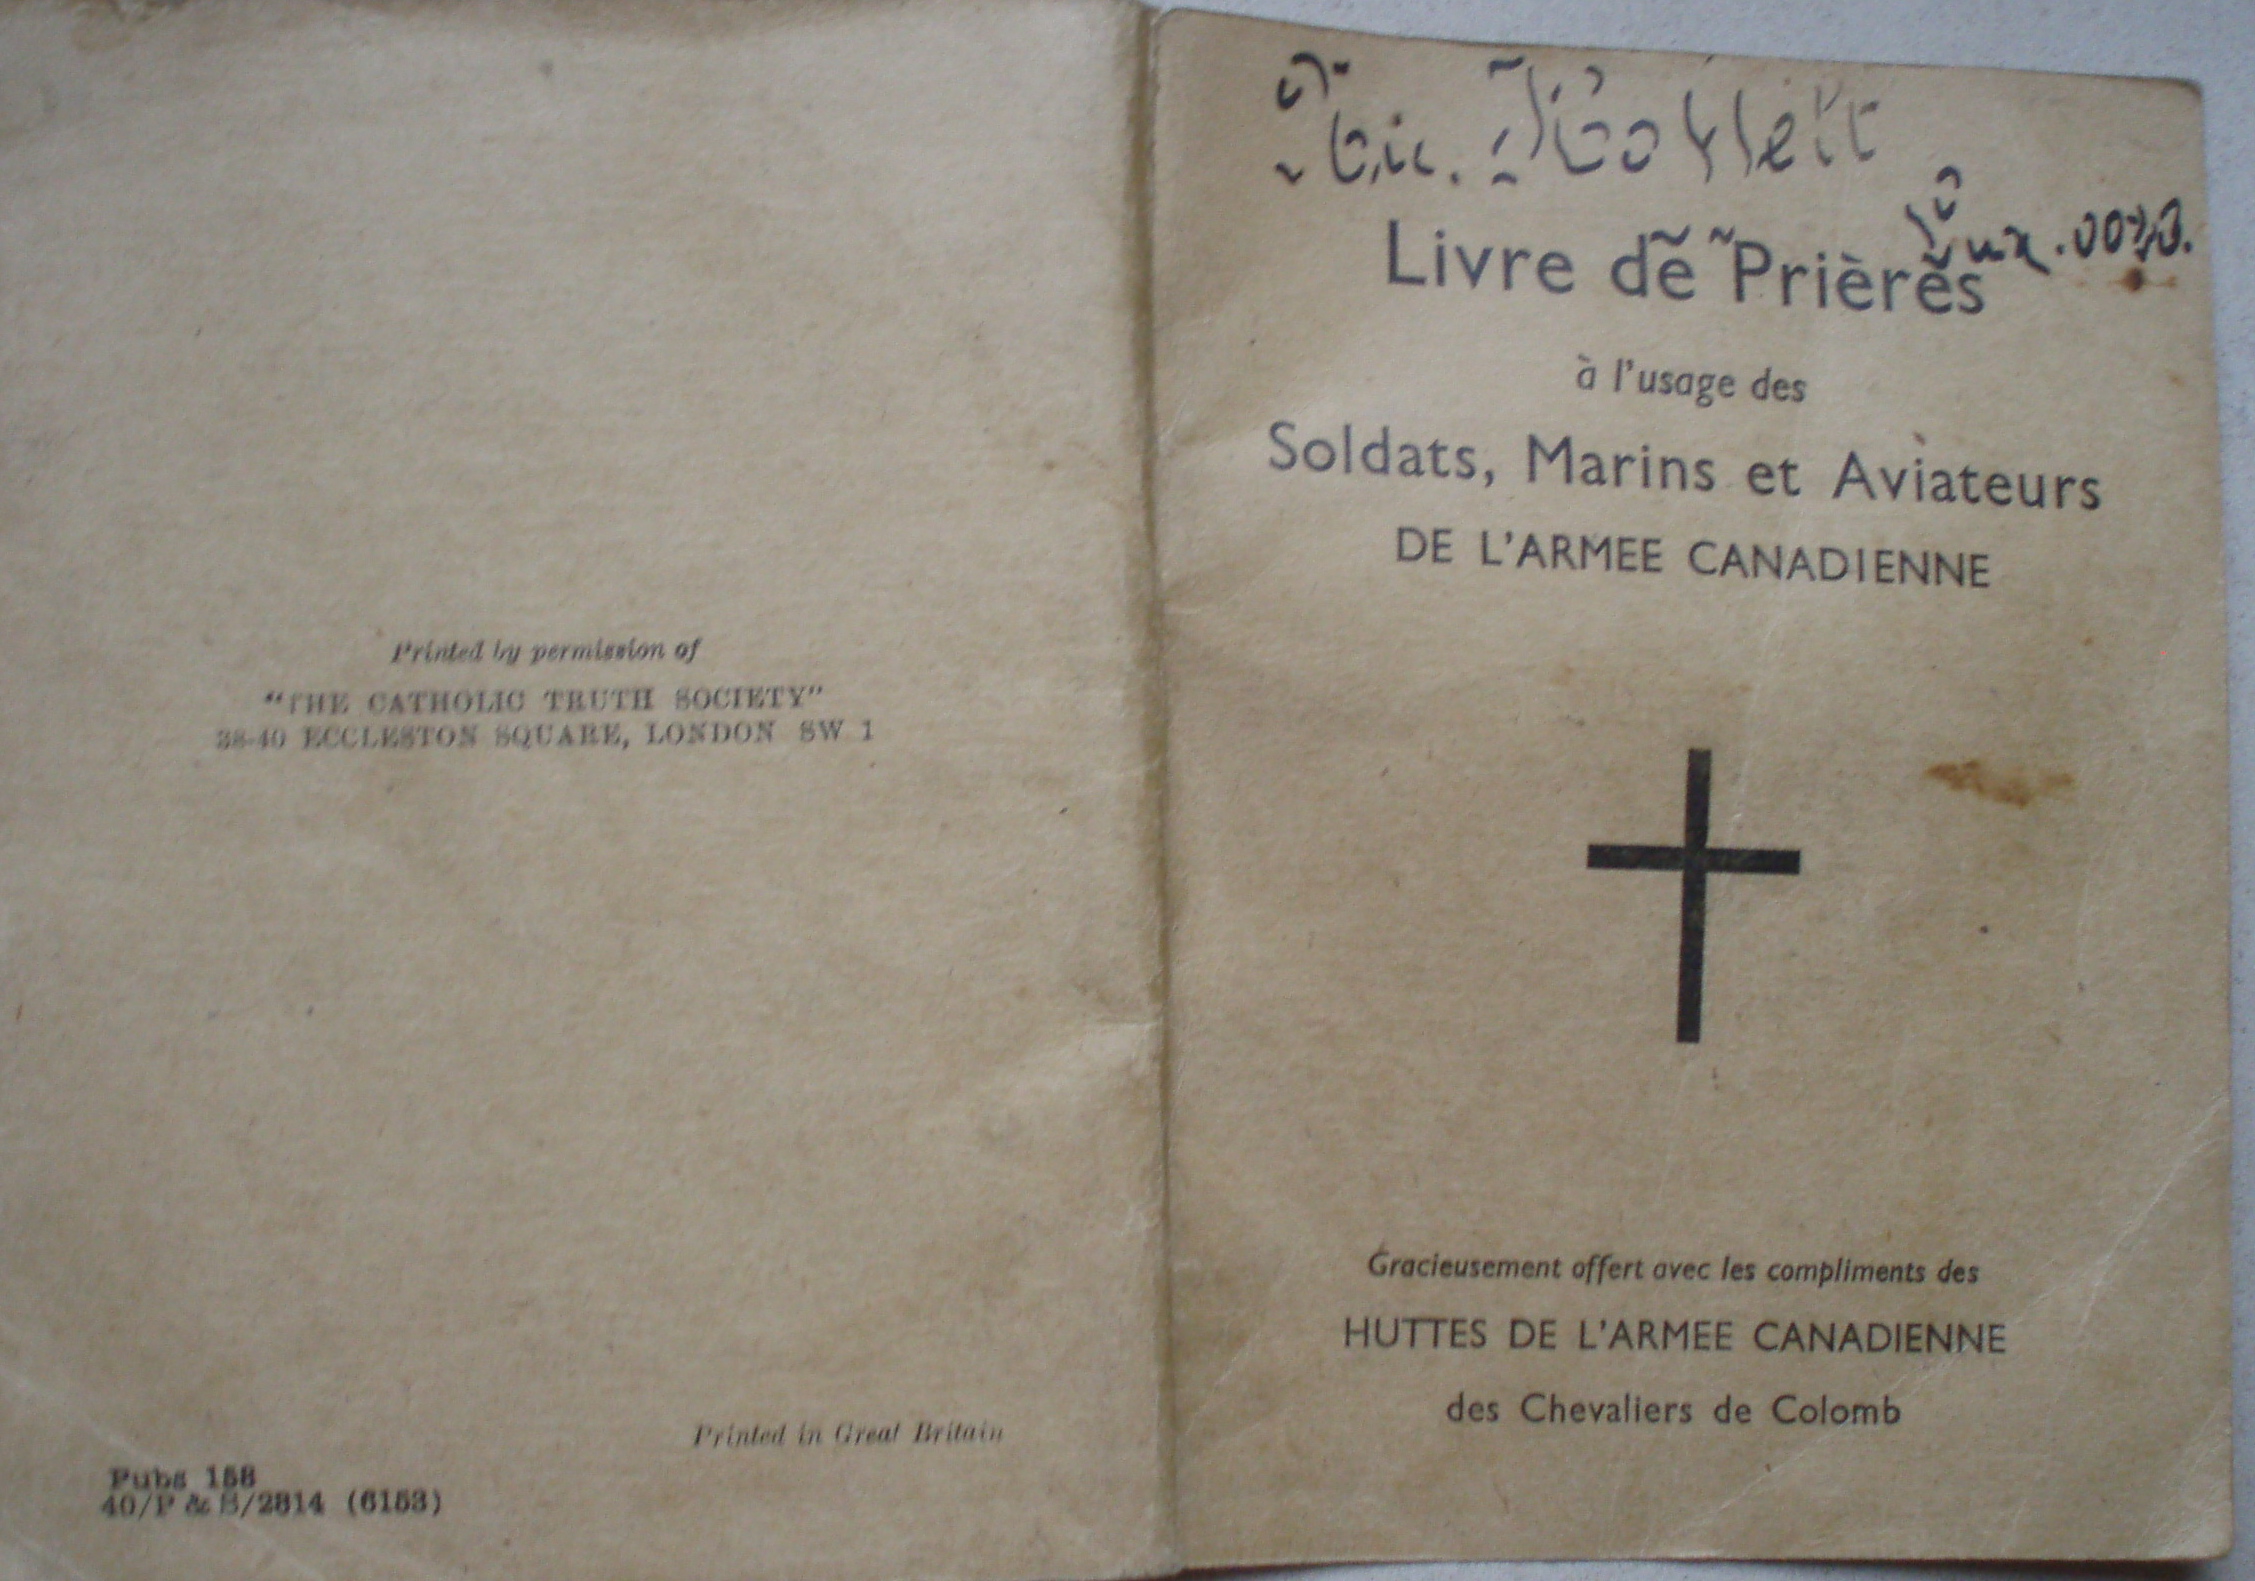 Printed by permission of
"THE CATHOLIC TRUTH SOCIETY"
38-40 ECCLESTON SQUARE, LONDON SW 1
Printed in Great Britain
Pubs 158
40/P & S/2814 (6153)
Livre de Prières
à l'usage des
Soldats, Marins et Aviateurs
DE L'ARMEE CANADIENNE
Gracieusement offert avec les compliments des
HUTTES DE L'ARMEE CANADIENNE
des Chevaliers de Colomb